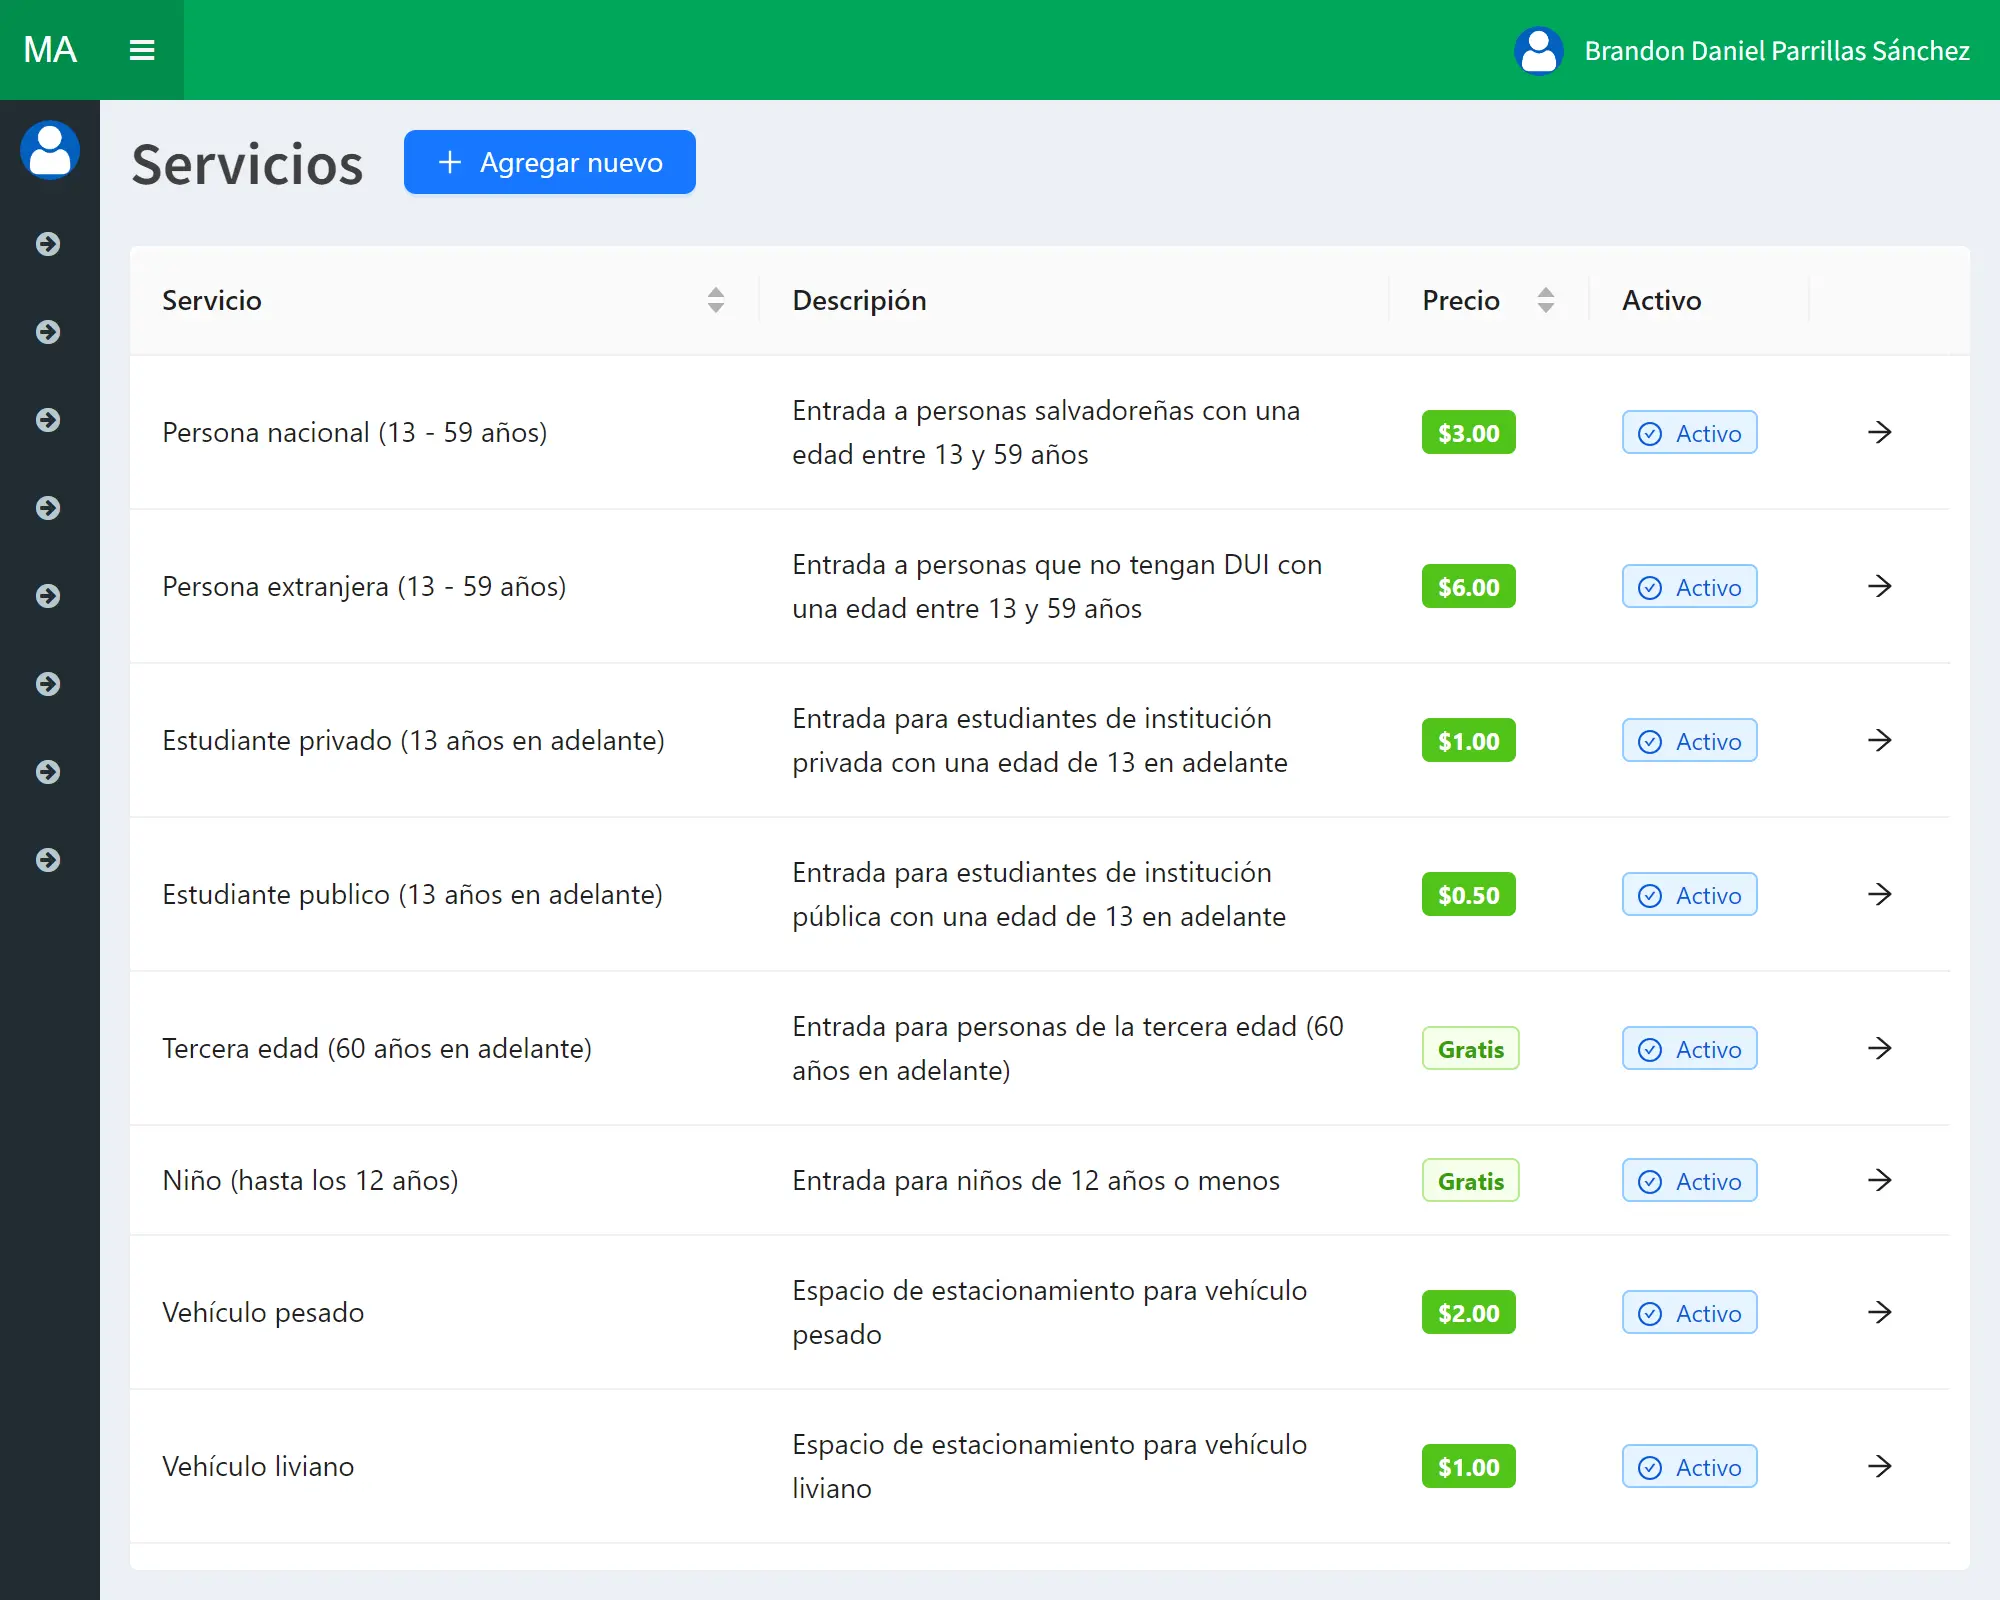 MA
Brandon Daniel Parrillas Sánchez
Servicios
Agregar nuevo
Servicio
Descripión
Precio
Activo
Persona nacional (13 - 59 años)
Entrada a personas salvadoreñas con una
edad entre 13 y 59 años
$3.00
Activo
Persona extranjera (13 - 59 años)
Entrada a personas que no tengan DUI con
una edad entre 13 y 59 años
$6.00
Activo
Estudiante privado (13 años en adelante)
Entrada para estudiantes de institución
privada con una edad de 13 en adelante
$1.00
Activo
Estudiante publico (13 años en adelante)
Entrada para estudiantes de institución
pública con una edad de 13 en adelante
$0.50
Activo
Tercera edad (60 años en adelante)
Entrada para personas de la tercera edad (60
años en adelante)
Gratis
Activo
Niño (hasta los 12 años)
Entrada para niños de 12 años o menos
Gratis
Activo
Vehículo pesado
Espacio de estacionamiento para vehículo
pesado
$2.00
Activo
Vehículo liviano
Espacio de estacionamiento para vehículo
liviano
$1.00
Activo